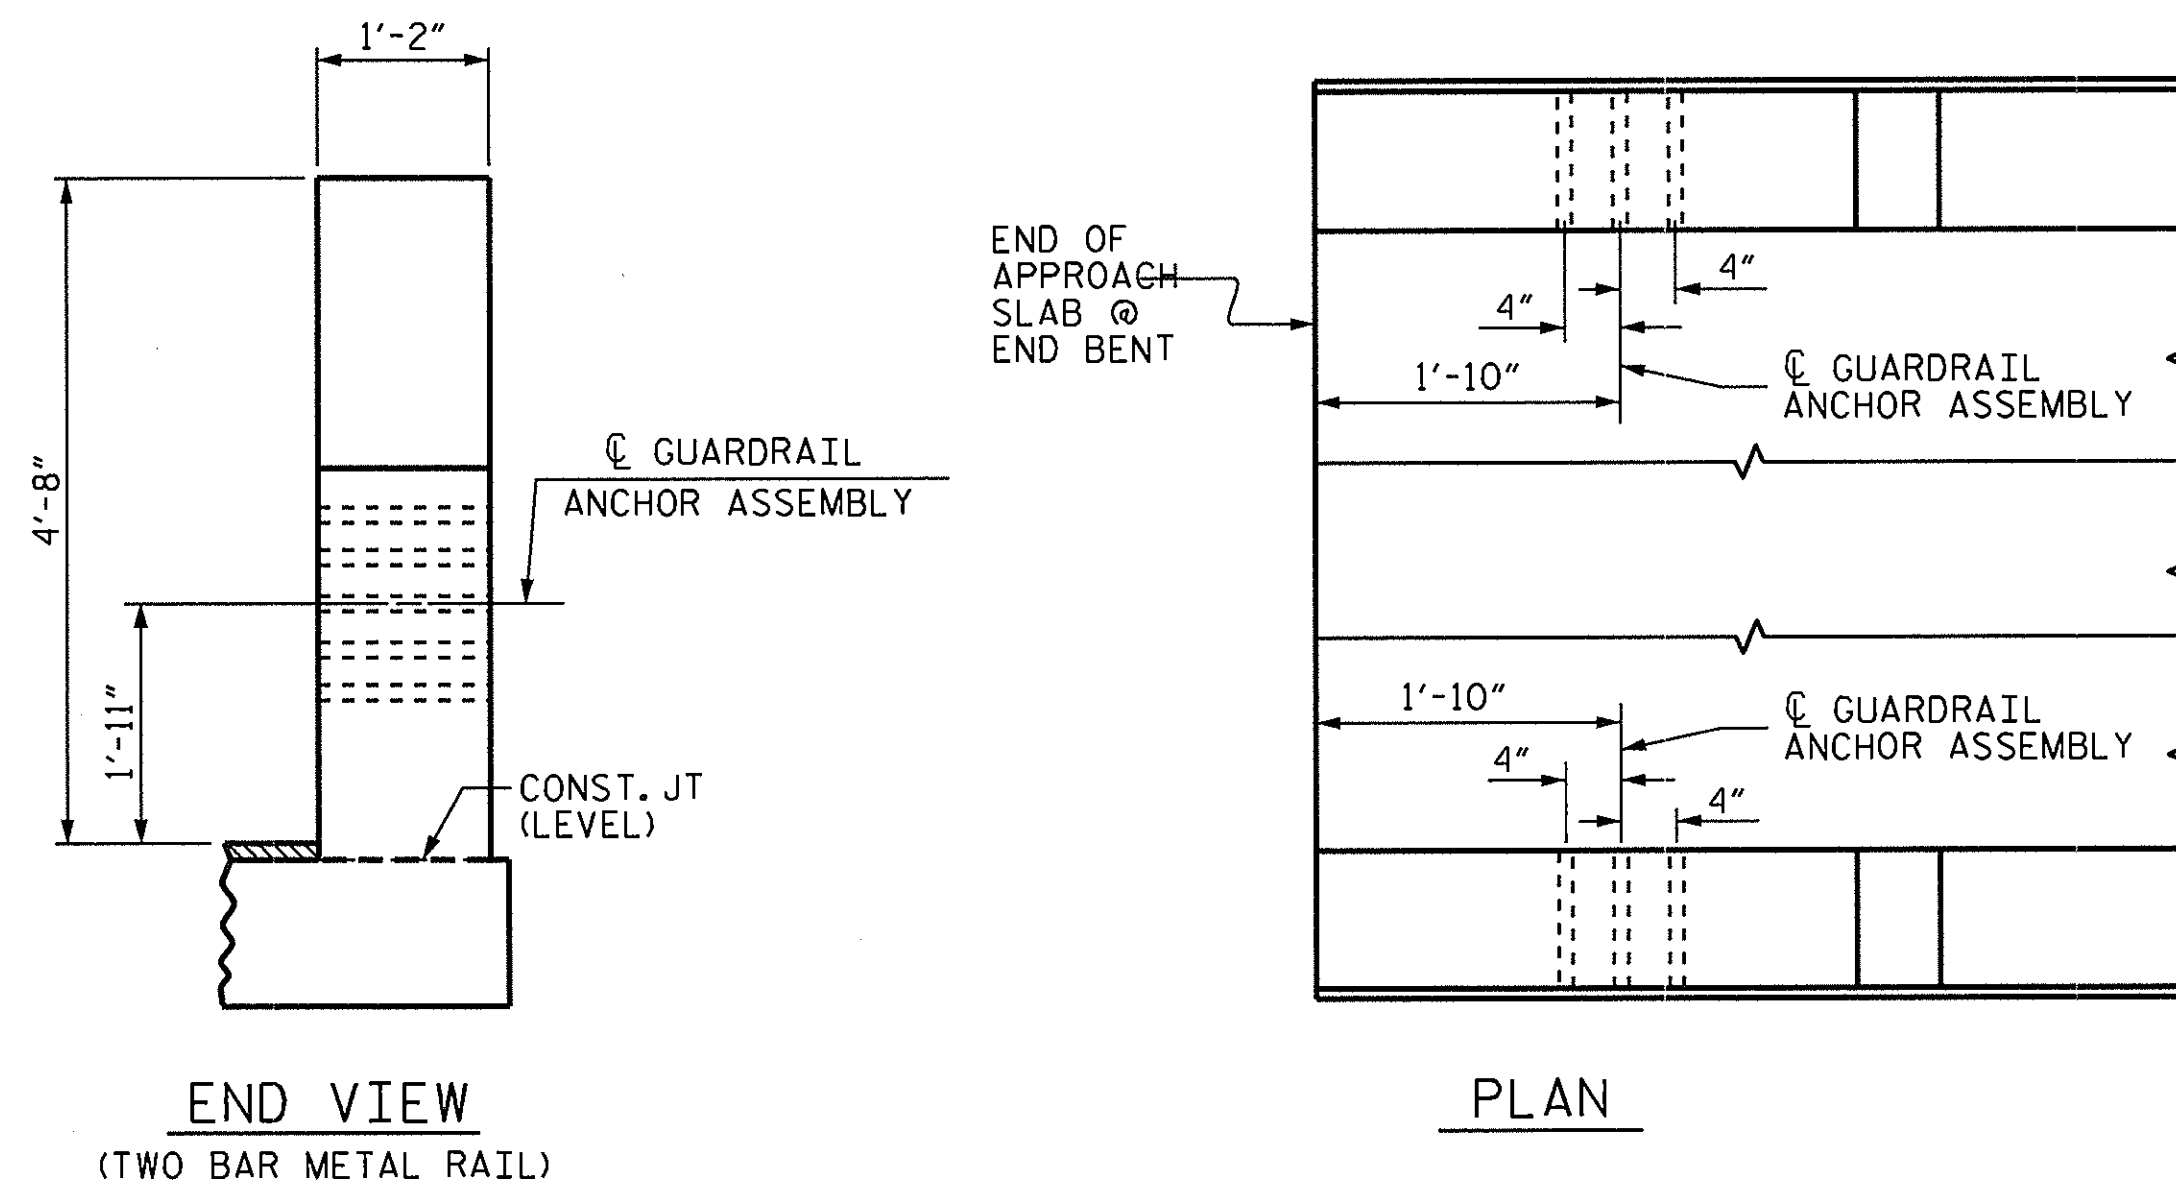 1'-2"
4'-8"
℄ GUARDRAIL
ANCHOR ASSEMBLY
1'-11"
CONST. JT
(LEVEL)
END VIEW
(TWO BAR METAL RAIL)
END OF
APPROACH
SLAB @
END BENT
4"
4"
1'-10"
℄ GUARDRAIL
ANCHOR ASSEMBLY
1'-10"
℄ GUARDRAIL
ANCHOR ASSEMBLY
4"
4"
PLAN